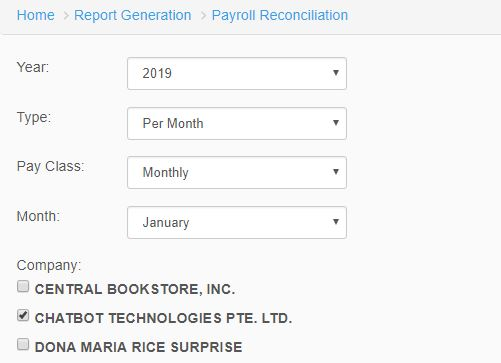 Home > Report Generation > Payroll Reconciliation
Year: 2019
Type: Per Month
Pay Class: Monthly
Month: January
Company:
CENTRAL BOOKSTORE, INC.
CHATBOT TECHNOLOGIES PTE. LTD.
DONA MARIA RICE SURPRISE